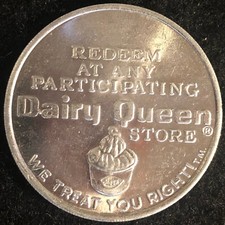 REDEEM
AT ANY
PARTICIPATING
Dairy Queen
STORE®
WE TREAT YOU RIGHT! T.M.